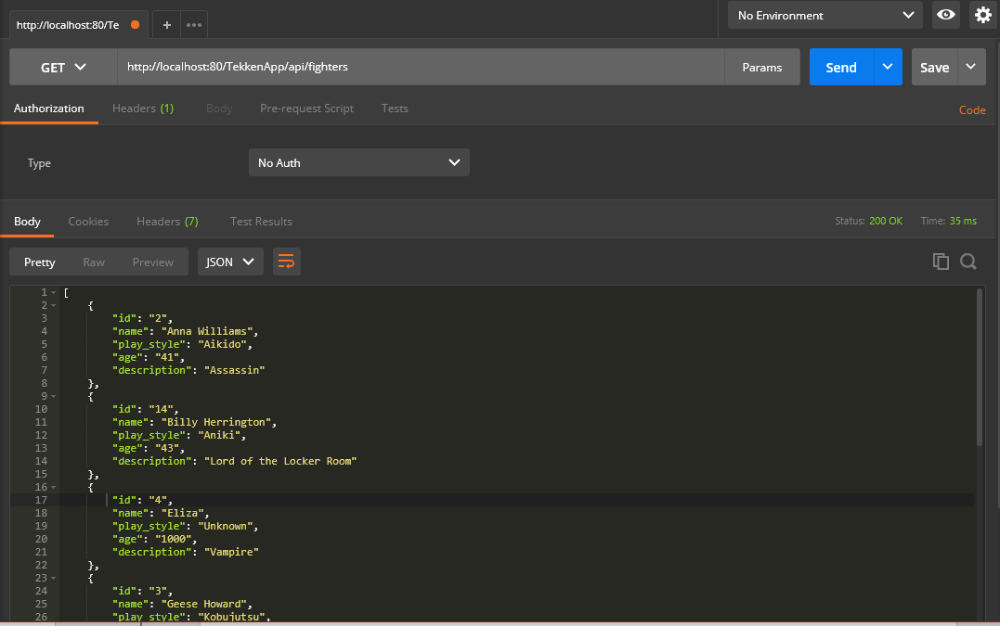 http://localhost:80/Te
No Environment
GET http://localhost:80/TekkenApp/api/fighters Params Send Save
Authorization Headers (1) Body Pre-request Script Tests Code
Type No Auth
Body Cookies Headers (7) Test Results Status: 200 OK Time: 35 ms
Pretty Raw Preview JSON
1 [
2 {
3 "id": "2",
4 "name": "Anna Williams",
5 "play_style": "Aikido",
6 "age": "41",
7 "description": "Assassin"
8 },
9 {
10 "id": "14",
11 "name": "Billy Herrington",
12 "play_style": "Aniki",
13 "age": "43",
14 "description": "Lord of the Locker Room"
15 },
16 {
17 "id": "4",
18 "name": "Eliza",
19 "play_style": "Unknown",
20 "age": "1000",
21 "description": "Vampire"
22 },
23 {
24 "id": "3",
25 "name": "Geese Howard",
26 "play_style": "Kobujutsu",